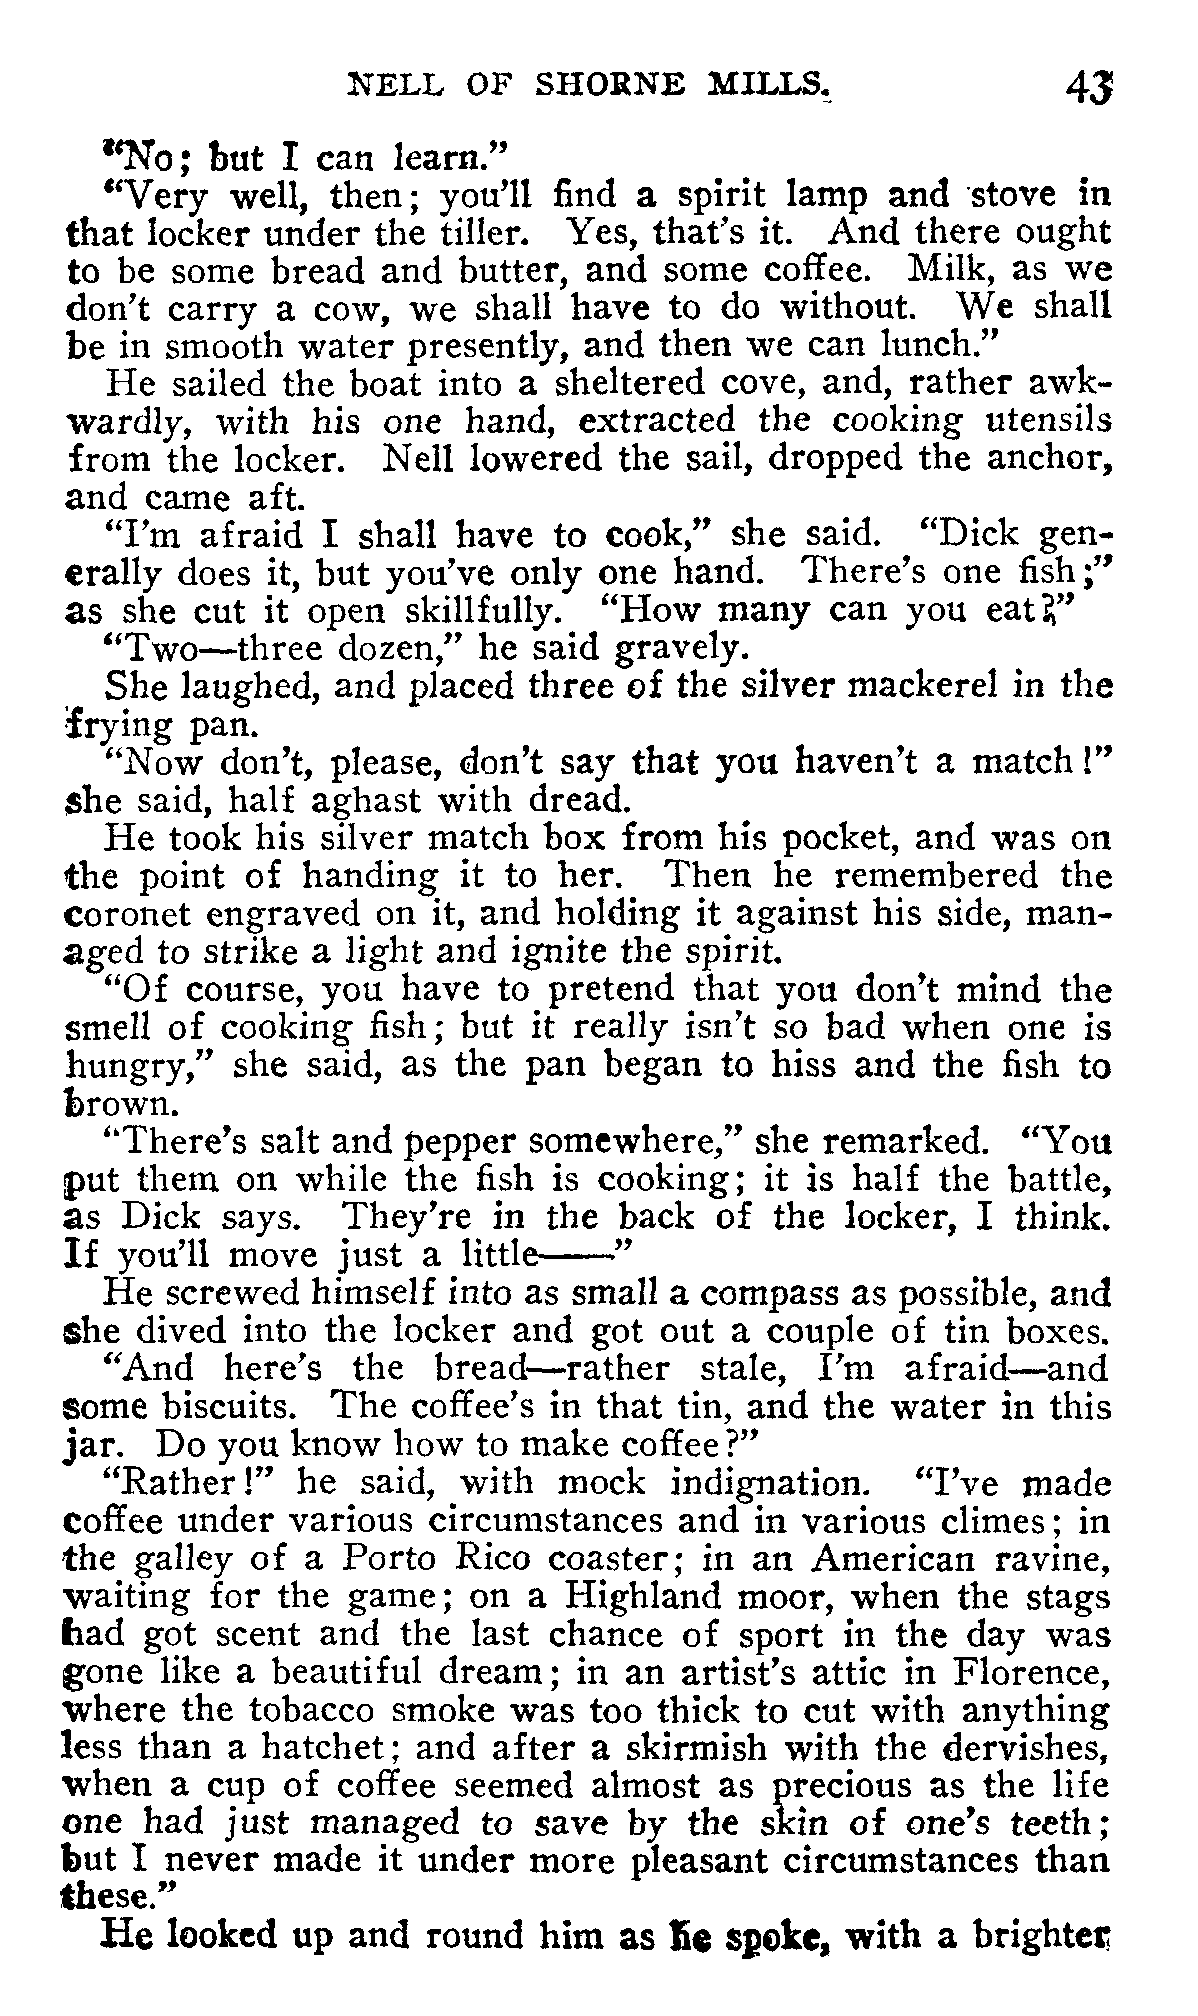 NELL OF SHORNE MILLS. 43
"No; but I can learn."
"Very well, then; you'll find a spirit lamp and stove in
that locker under the tiller. Yes, that's it. And there ought
to be some bread and butter, and some coffee. Milk, as we
don't carry a cow, we shall have to do without. We shall
be in smooth water presently, and then we can lunch."
He sailed the boat into a sheltered cove, and, rather awk-
wardly, with his one hand, extracted the cooking utensils
from the locker. Nell lowered the sail, dropped the anchor,
and came aft.
"I'm afraid I shall have to cook," she said. "Dick gen-
erally does it, but you've only one hand. There's one fish;"
as she cut it open skillfully. "How many can you eat?"
"Two—three dozen," he said gravely.
She laughed, and placed three of the silver mackerel in the
frying pan.
"Now don't, please, don't say that you haven't a match!"
she said, half aghast with dread.
He took his silver match box from his pocket, and was on
the point of handing it to her. Then he remembered the
coronet engraved on it, and holding it against his side, man-
aged to strike a light and ignite the spirit.
"Of course, you have to pretend that you don't mind the
smell of cooking fish; but it really isn't so bad when one is
hungry," she said, as the pan began to hiss and the fish to
brown.
"There's salt and pepper somewhere," she remarked. "You
put them on while the fish is cooking; it is half the battle,
as Dick says. They're in the back of the locker, I think.
If you'll move just a little——"
He screwed himself into as small a compass as possible, and
she dived into the locker and got out a couple of tin boxes.
"And here's the bread—rather stale, I'm afraid—and
some biscuits. The coffee's in that tin, and the water in this
jar. Do you know how to make coffee?"
"Rather!" he said, with mock indignation. "I've made
coffee under various circumstances and in various climes; in
the galley of a Porto Rico coaster; in an American ravine,
waiting for the game; on a Highland moor, when the stags
had got scent and the last chance of sport in the day was
gone like a beautiful dream; in an artist's attic in Florence,
where the tobacco smoke was too thick to cut with anything
less than a hatchet; and after a skirmish with the dervishes,
when a cup of coffee seemed almost as precious as the life
one had just managed to save by the skin of one's teeth;
but I never made it under more pleasant circumstances than
these."
He looked up and round him as he spoke, with a brighter